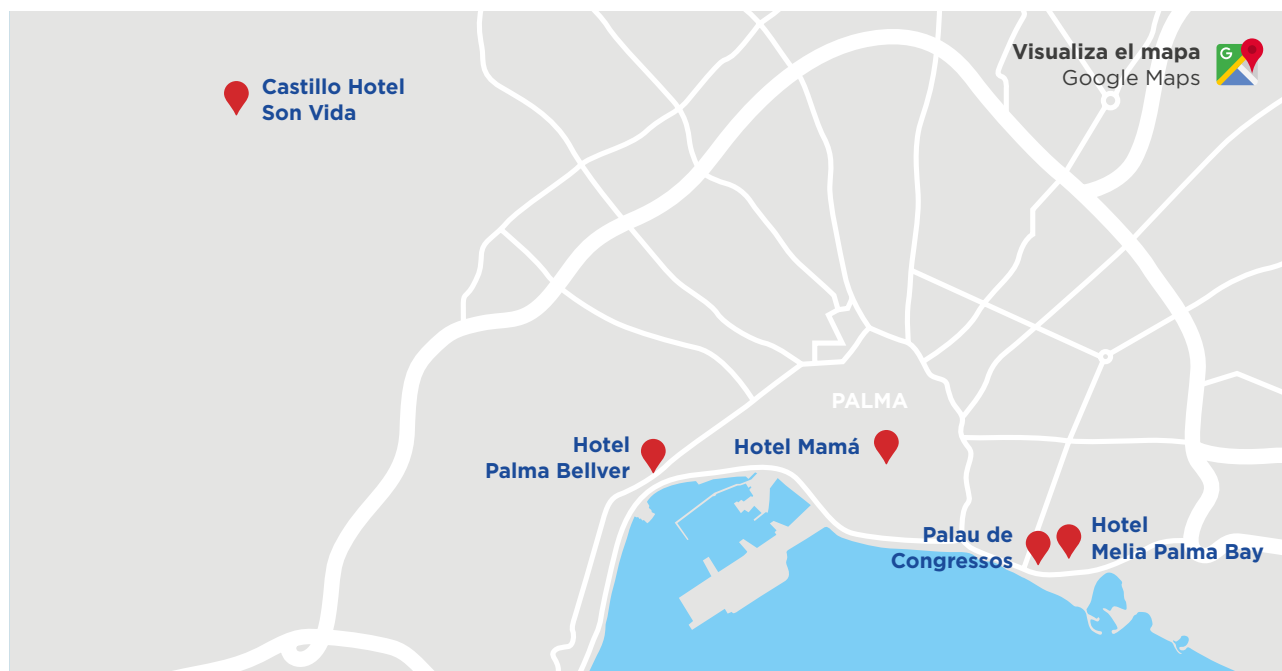 Visualiza el mapa
Google Maps
G
Castillo Hotel
Son Vida
PALMA
Hotel
Palma Bellver
Hotel Mamá
Palau de
Congressos
Hotel
Melia Palma Bay